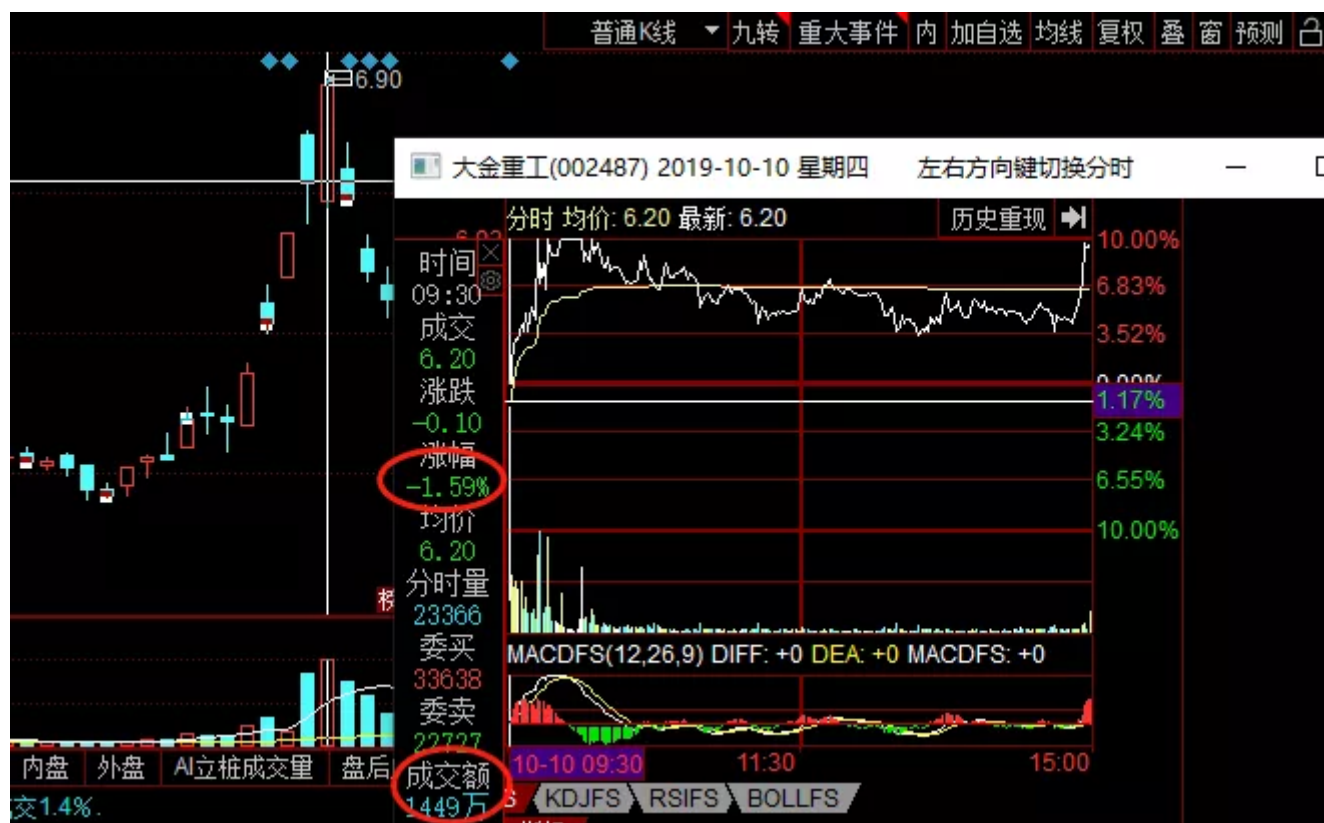 普通K线 九转 重大事件 内 加自选 均线 复权 叠 窗 预测
6.90
大金重工(002487) 2019-10-10 星期四 左右方向键切换分时
分时 均价: 6.20 最新: 6.20 历史重现
时间
09:30
成交
6.20
涨跌
-0.10
涨幅
-1.59%
均价
6.20
分时量
23366
委买
33638
委卖
22727
成交额
1449万
10.00%
6.83%
3.52%
0.00%
1.17%
3.24%
6.55%
10.00%
MACDFS(12,26,9) DIFF: +0 DEA: +0 MACDFS: +0
10-10 09:30 11:30 15:00
内盘 外盘 AI立桩成交量 盘后
KDJFS RSIFS BOLLFS
交1.4%.